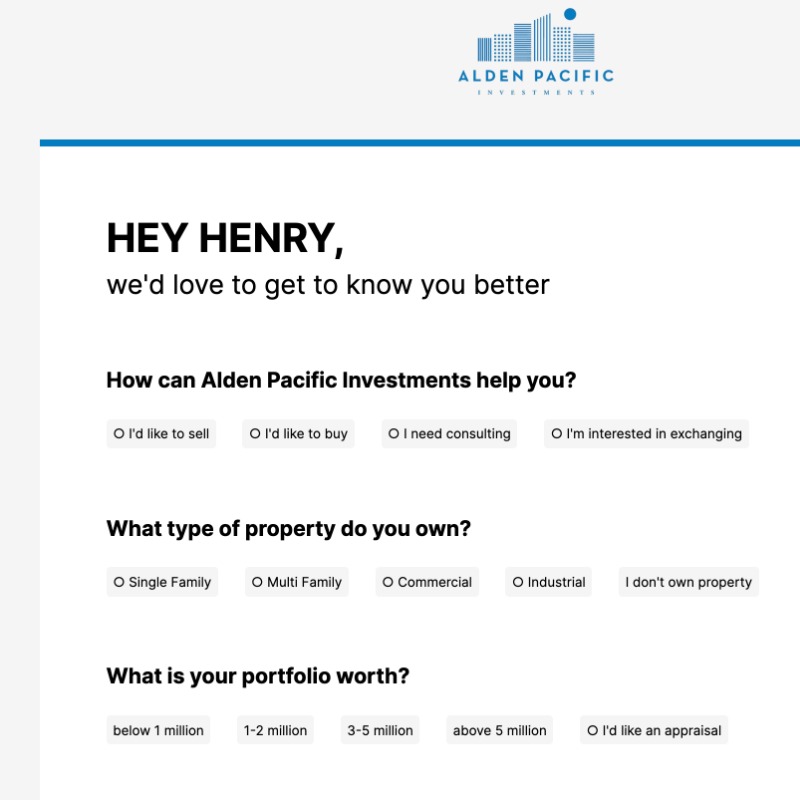 ALDEN PACIFIC
INVESTMENTS
HEY HENRY,
we'd love to get to know you better
How can Alden Pacific Investments help you?
I'd like to sell I'd like to buy I need consulting I'm interested in exchanging
What type of property do you own?
Single Family Multi Family Commercial Industrial I don't own property
What is your portfolio worth?
below 1 million 1-2 million 3-5 million above 5 million I'd like an appraisal